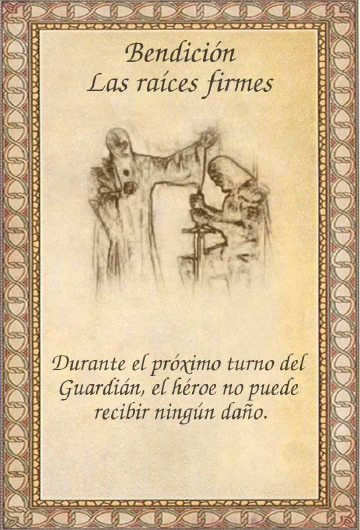 Bendición
Las raíces firmes
Durante el próximo turno del
Guardián, el héroe no puede
recibir ningún daño.